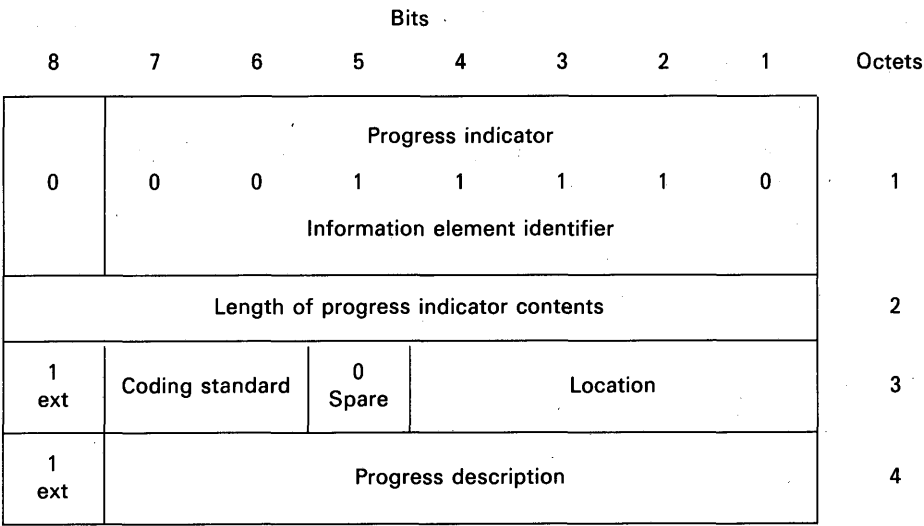 Bits
8 7 6 5 4 3 2 1 Octets
Progress indicator
0 0 0 1 1 1 1 0 1
Information element identifier
Length of progress indicator contents 2
1 ext Coding standard 0 Spare Location 3
1 ext Progress description 4